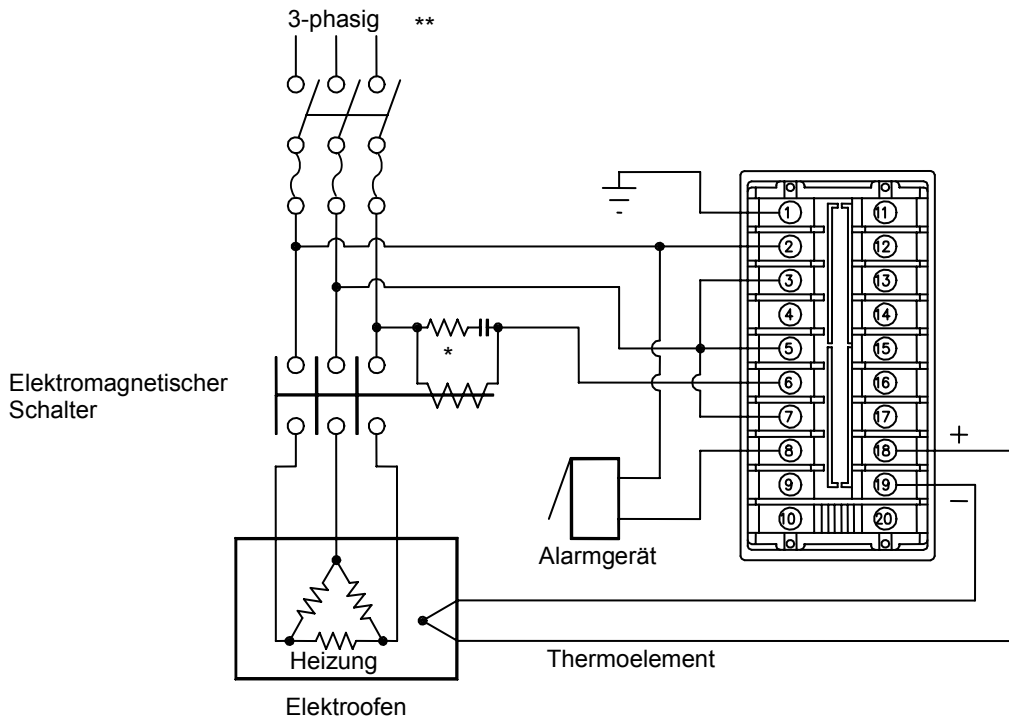 3-phasig **
1 11
2 12
3 13
4 14
*
5 15
Elektromagnetischer
Schalter
6 16
7 17
+
8 18
9 19
−
10 20
Alarmgerät
Heizung
Thermoelement
Elektroofen